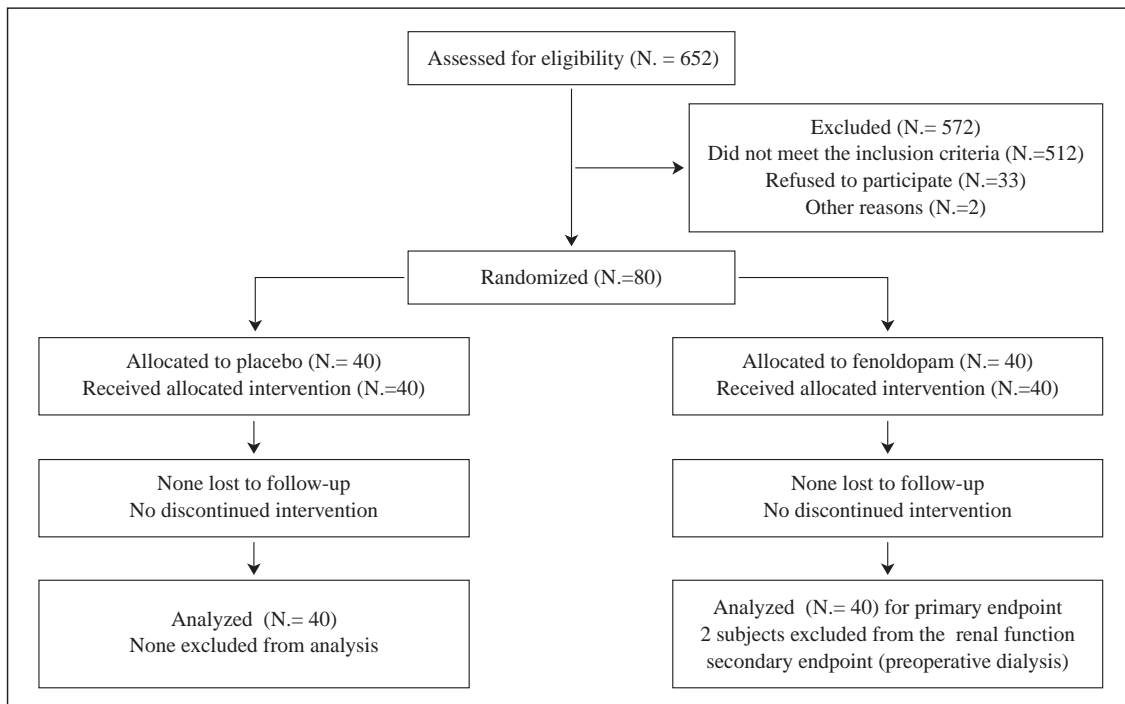 Assessed for eligibility (N. = 652)
Excluded (N.= 572)
Did not meet the inclusion criteria (N.=512)
Refused to participate (N.=33)
Other reasons (N.=2)
Randomized (N.=80)
Allocated to placebo (N.= 40)
Received allocated intervention (N.=40)
Allocated to fenoldopam (N.= 40)
Received allocated intervention (N.=40)
None lost to follow-up
No discontinued intervention
None lost to follow-up
No discontinued intervention
Analyzed (N.= 40)
None excluded from analysis
Analyzed (N.= 40) for primary endpoint
2 subjects excluded from the renal function
secondary endpoint (preoperative dialysis)